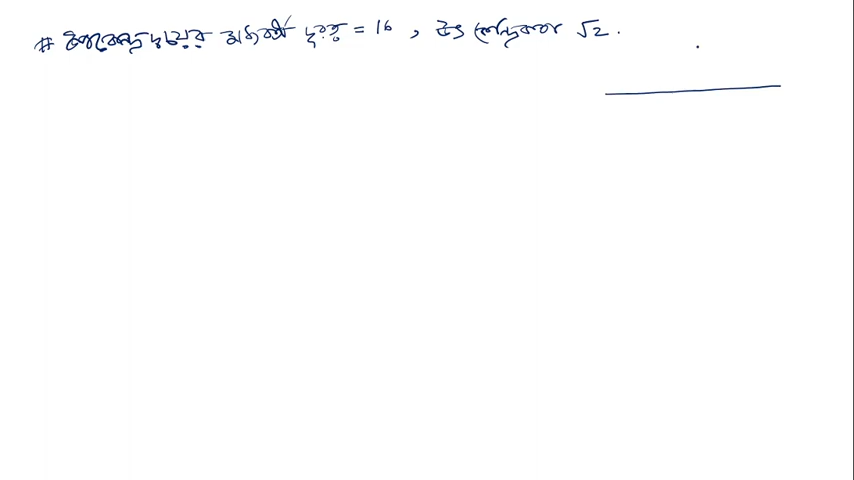 # উপকেন্দ্রদ্বয়ের মধ্যবর্তী দূরত্ব = 16 , উৎকেন্দ্রিকতা √2 .